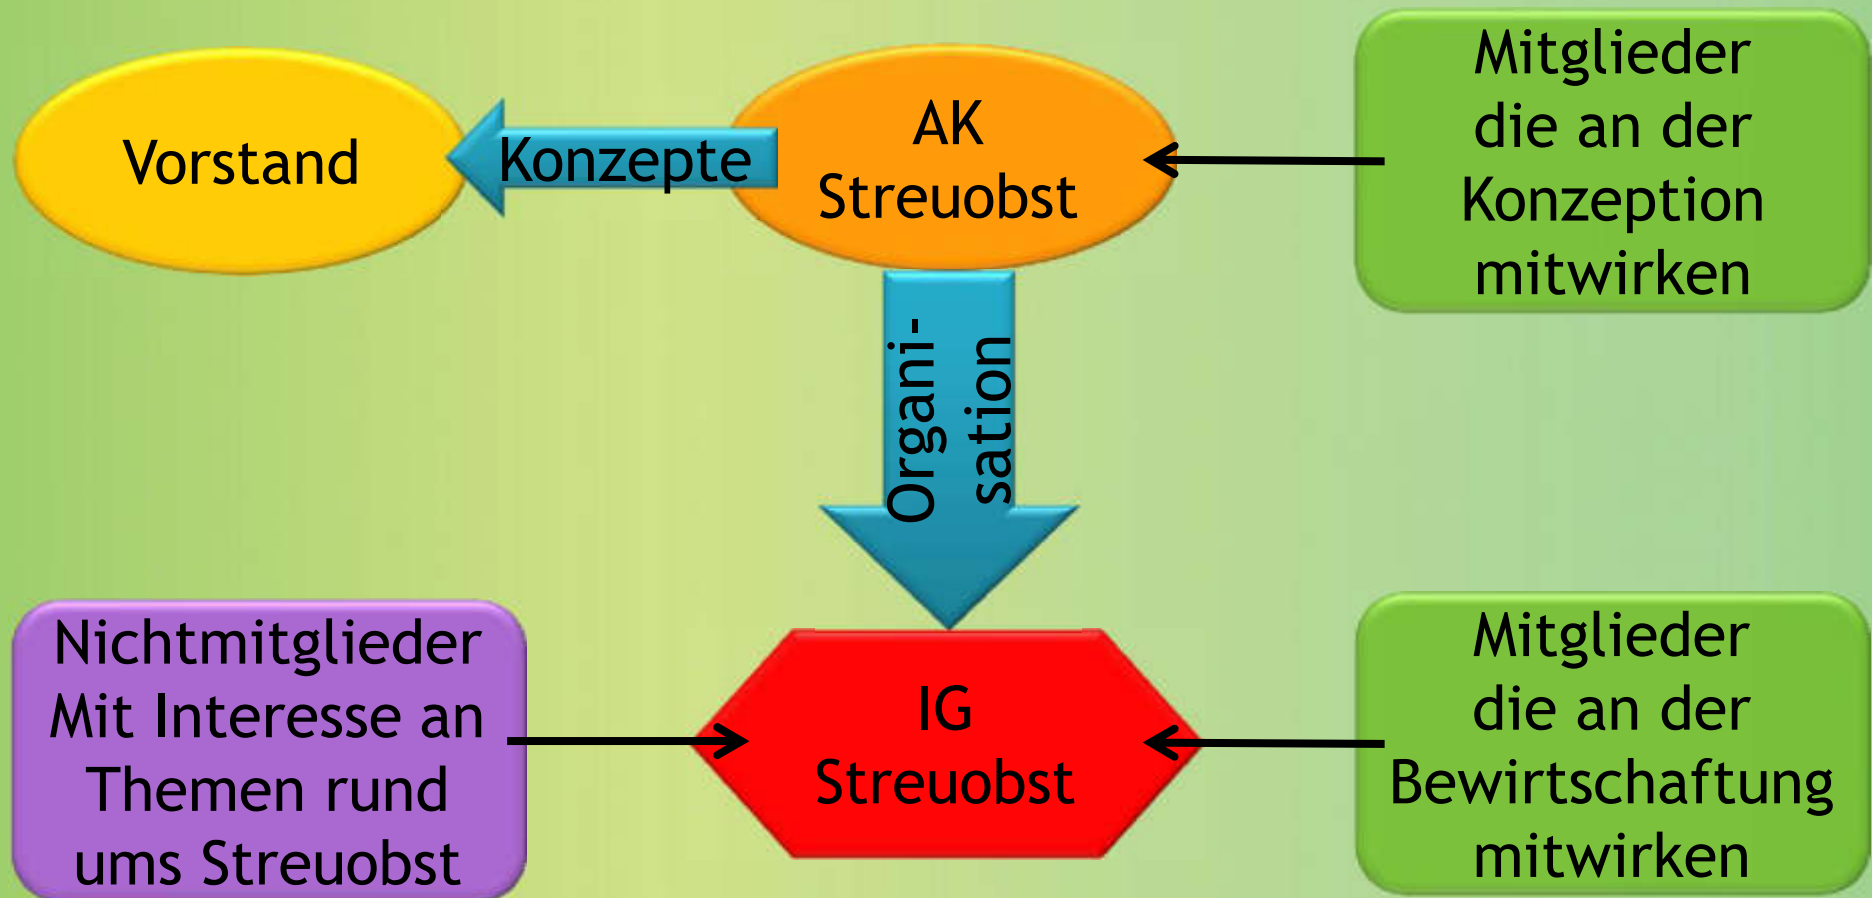 Vorstand
Konzepte
AK
Streuobst
Mitglieder
die an der
Konzeption
mitwirken
Organi-
sation
Nichtmitglieder
Mit Interesse an
Themen rund
ums Streuobst
IG
Streuobst
Mitglieder
die an der
Bewirtschaftung
mitwirken